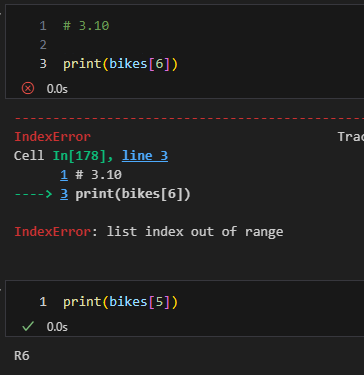 1 # 3.10
2
3 print(bikes[6])
0.0s
--------------------------------------------
IndexError Trac
Cell In[178], line 3
1 # 3.10
----> 3 print(bikes[6])
IndexError: list index out of range
1 print(bikes[5])
0.0s
R6